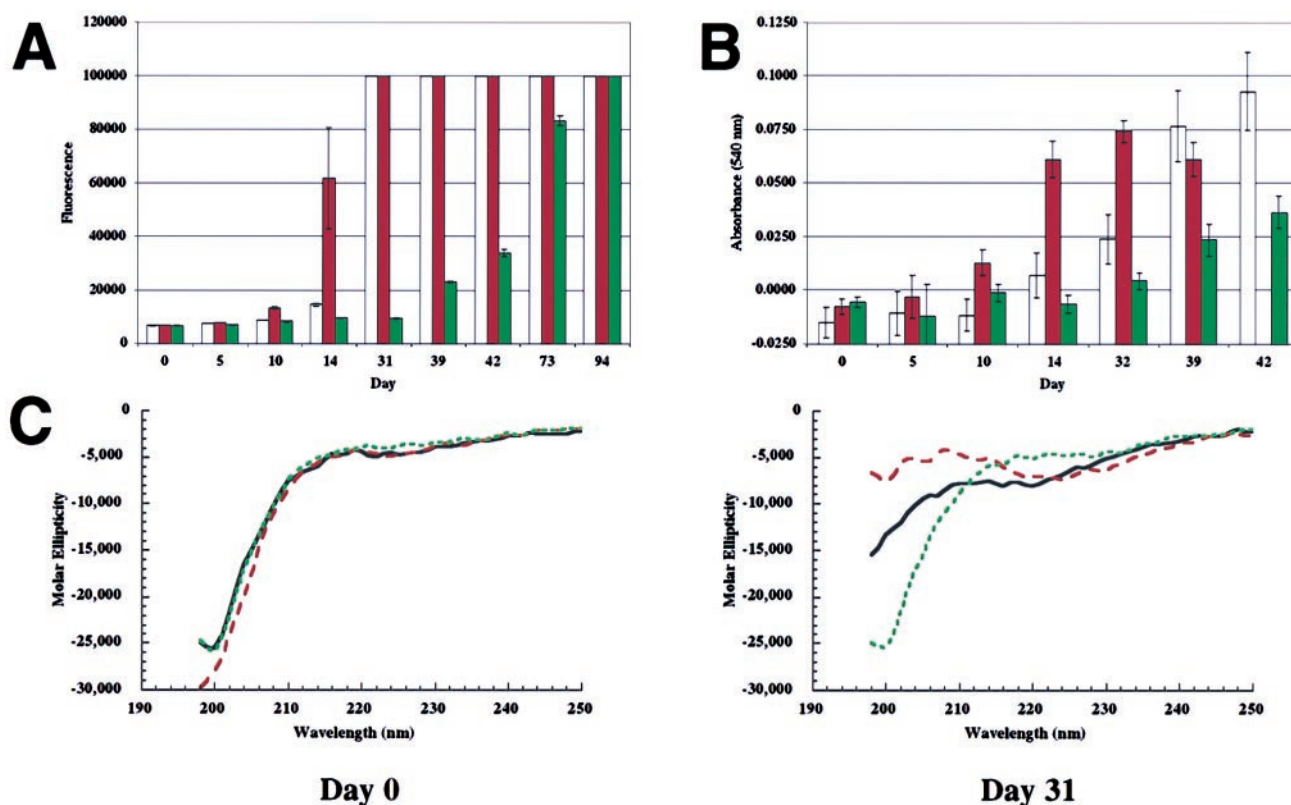 A
120000
100000
80000
60000
40000
20000
0
Fluorescence
0 5 10 14 31 39 42 73 94
Day
B
0.1250
0.1000
0.0750
0.0500
0.0250
0.0000
-0.0250
Absorbance (540 nm)
0 5 10 14 32 39 42
Day
C
0
-5,000
-10,000
-15,000
-20,000
-25,000
-30,000
Molar Ellipticity
190 200 210 220 230 240 250
Wavelength (nm)
Day 0
0
-5,000
-10,000
-15,000
-20,000
-25,000
-30,000
Molar Ellipticity
190 200 210 220 230 240 250
Wavelength (nm)
Day 31